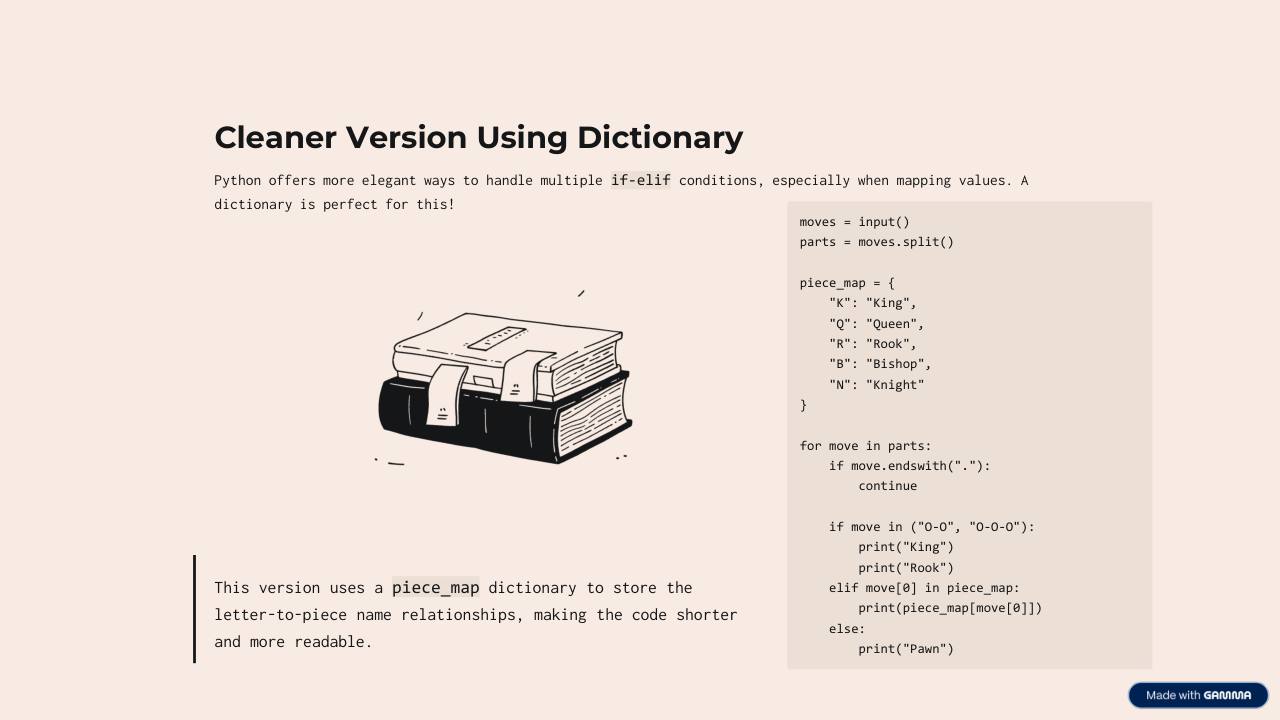 Cleaner Version Using Dictionary
Python offers more elegant ways to handle multiple if-elif conditions, especially when mapping values. A
dictionary is perfect for this!
moves = input()
parts = moves.split()

piece_map = {
    "K": "King",
    "Q": "Queen",
    "R": "Rook",
    "B": "Bishop",
    "N": "Knight"
}

for move in parts:
    if move.endswith("."):
        continue

    if move in ("O-O", "O-O-O"):
        print("King")
        print("Rook")
    elif move[0] in piece_map:
        print(piece_map[move[0]])
    else:
        print("Pawn")
This version uses a piece_map dictionary to store the
letter-to-piece name relationships, making the code shorter
and more readable.
Made with GAMMA